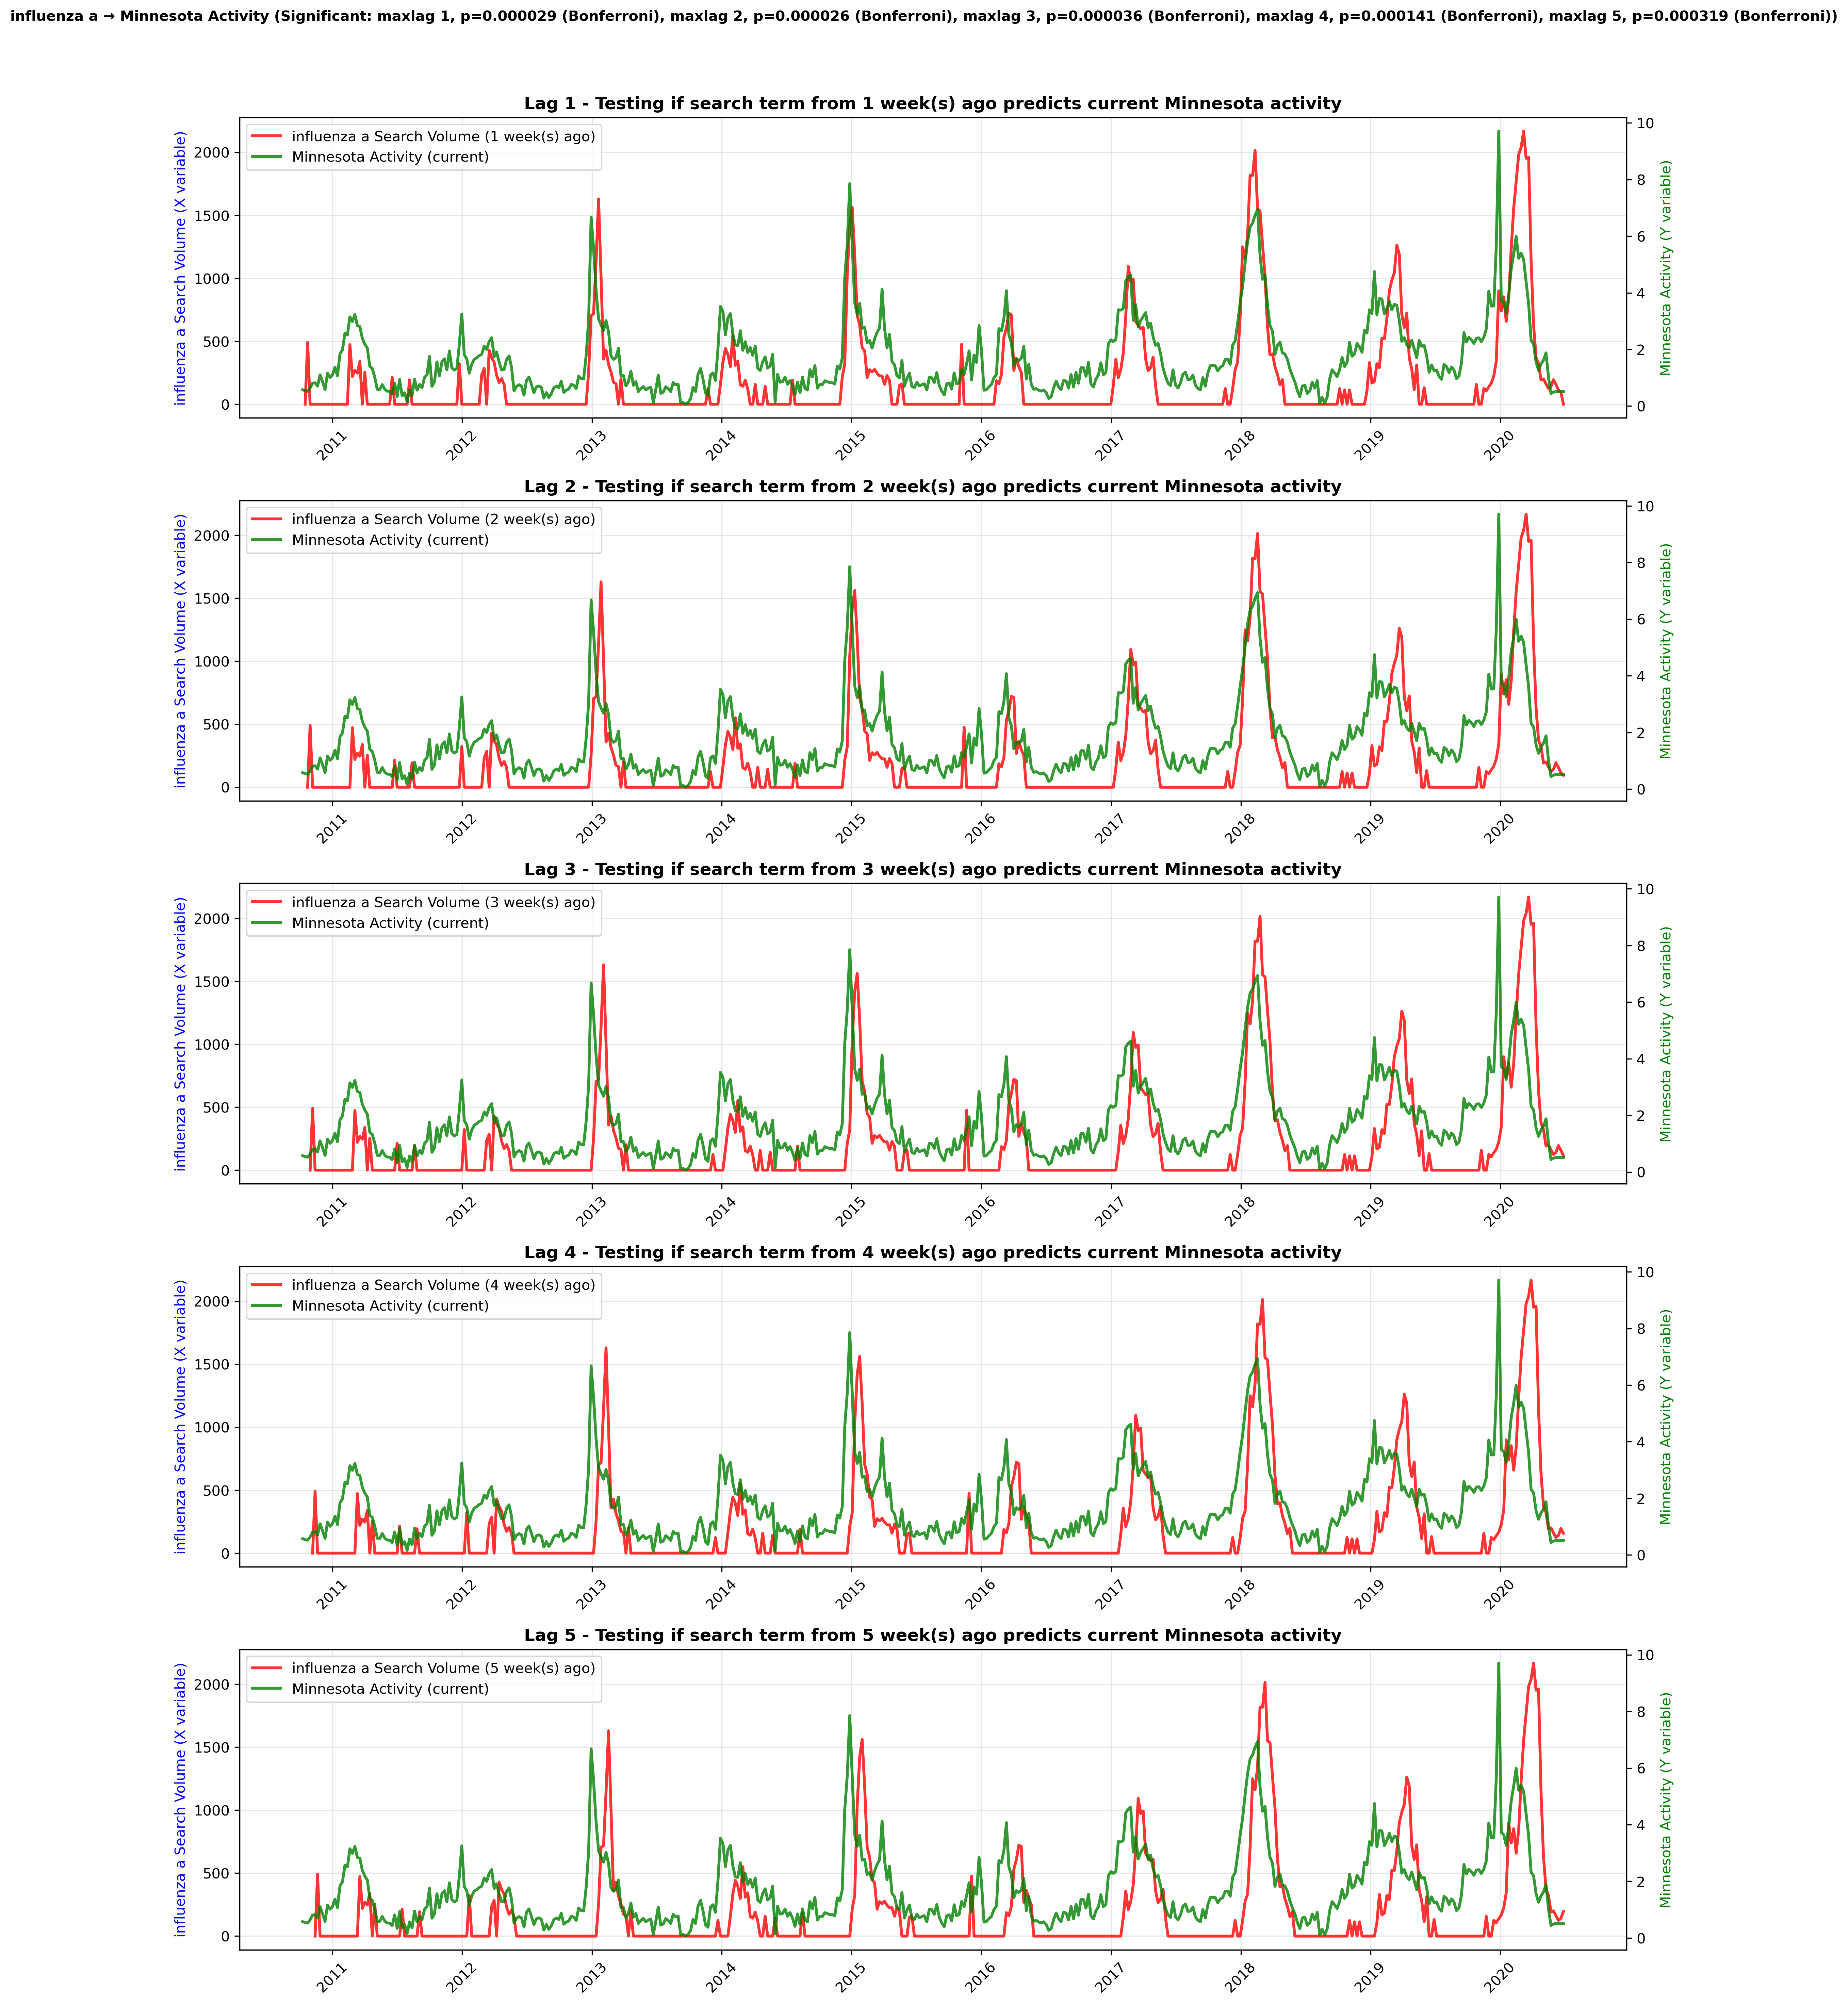 influenza a → Minnesota Activity (Significant: maxlag 1, p=0.000029 (Bonferroni), maxlag 2, p=0.000026 (Bonferroni), maxlag 3, p=0.000036 (Bonferroni), maxlag 4, p=0.000141 (Bonferroni), maxlag 5, p=0.000319 (Bonferroni))
Lag 1 - Testing if search term from 1 week(s) ago predicts current Minnesota activity
influenza a Search Volume (1 week(s) ago)
Minnesota Activity (current)
influenza a Search Volume (X variable)
2000
1500
1000
500
0
Minnesota Activity (Y variable)
10
8
6
4
2
0
2011 2012 2013 2014 2015 2016 2017 2018 2019 2020
Lag 2 - Testing if search term from 2 week(s) ago predicts current Minnesota activity
influenza a Search Volume (2 week(s) ago)
Minnesota Activity (current)
influenza a Search Volume (X variable)
2000
1500
1000
500
0
Minnesota Activity (Y variable)
10
8
6
4
2
0
2011 2012 2013 2014 2015 2016 2017 2018 2019 2020
Lag 3 - Testing if search term from 3 week(s) ago predicts current Minnesota activity
influenza a Search Volume (3 week(s) ago)
Minnesota Activity (current)
influenza a Search Volume (X variable)
2000
1500
1000
500
0
Minnesota Activity (Y variable)
10
8
6
4
2
0
2011 2012 2013 2014 2015 2016 2017 2018 2019 2020
Lag 4 - Testing if search term from 4 week(s) ago predicts current Minnesota activity
influenza a Search Volume (4 week(s) ago)
Minnesota Activity (current)
influenza a Search Volume (X variable)
2000
1500
1000
500
0
Minnesota Activity (Y variable)
10
8
6
4
2
0
2011 2012 2013 2014 2015 2016 2017 2018 2019 2020
Lag 5 - Testing if search term from 5 week(s) ago predicts current Minnesota activity
influenza a Search Volume (5 week(s) ago)
Minnesota Activity (current)
influenza a Search Volume (X variable)
2000
1500
1000
500
0
Minnesota Activity (Y variable)
10
8
6
4
2
0
2011 2012 2013 2014 2015 2016 2017 2018 2019 2020